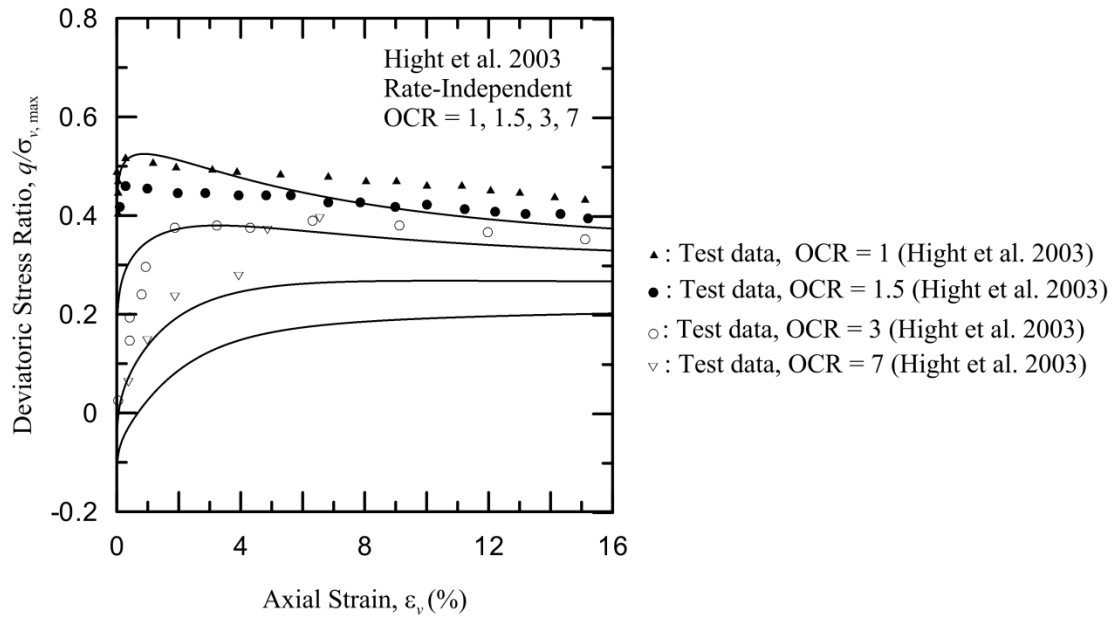 0.8
Hight et al. 2003
Rate-Independent
OCR = 1, 1.5, 3, 7
0.6
0.4
0.2
0
-0.2
Deviatoric Stress Ratio, q/σv, max
0 4 8 12 16
Axial Strain, εv (%)
▲ : Test data, OCR = 1 (Hight et al. 2003)
● : Test data, OCR = 1.5 (Hight et al. 2003)
○ : Test data, OCR = 3 (Hight et al. 2003)
▽ : Test data, OCR = 7 (Hight et al. 2003)